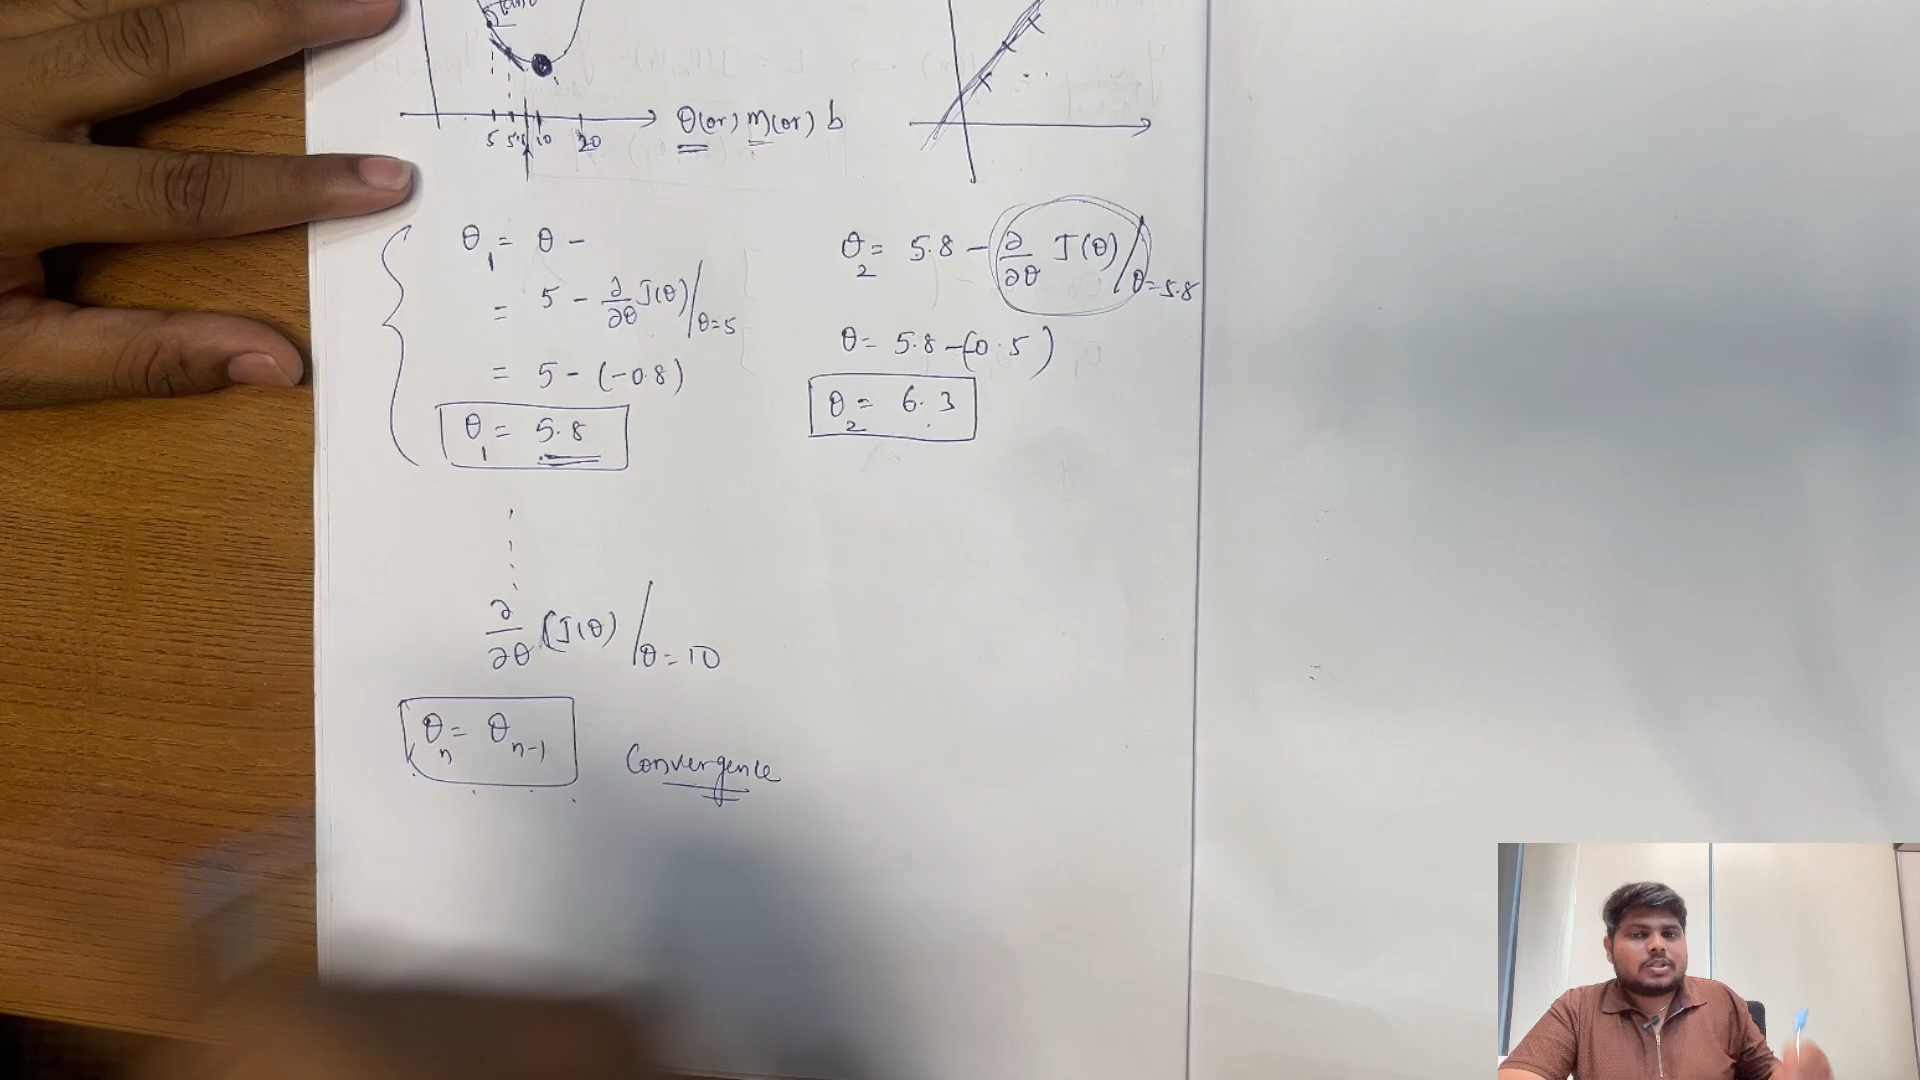 5 5.8 10 20
θ(or) m(or) b
θ₁ = θ -
= 5 - ∂/∂θ J(θ) / θ=5
= 5 - (-0.8)
θ₁ = 5.8
θ₂ = 5.8 - ∂/∂θ J(θ) / θ=5.8
θ = 5.8 - (-0.5)
θ₂ = 6.3
∂/∂θ (J(θ) / θ=10
θₙ = θₙ₋₁
Convergence